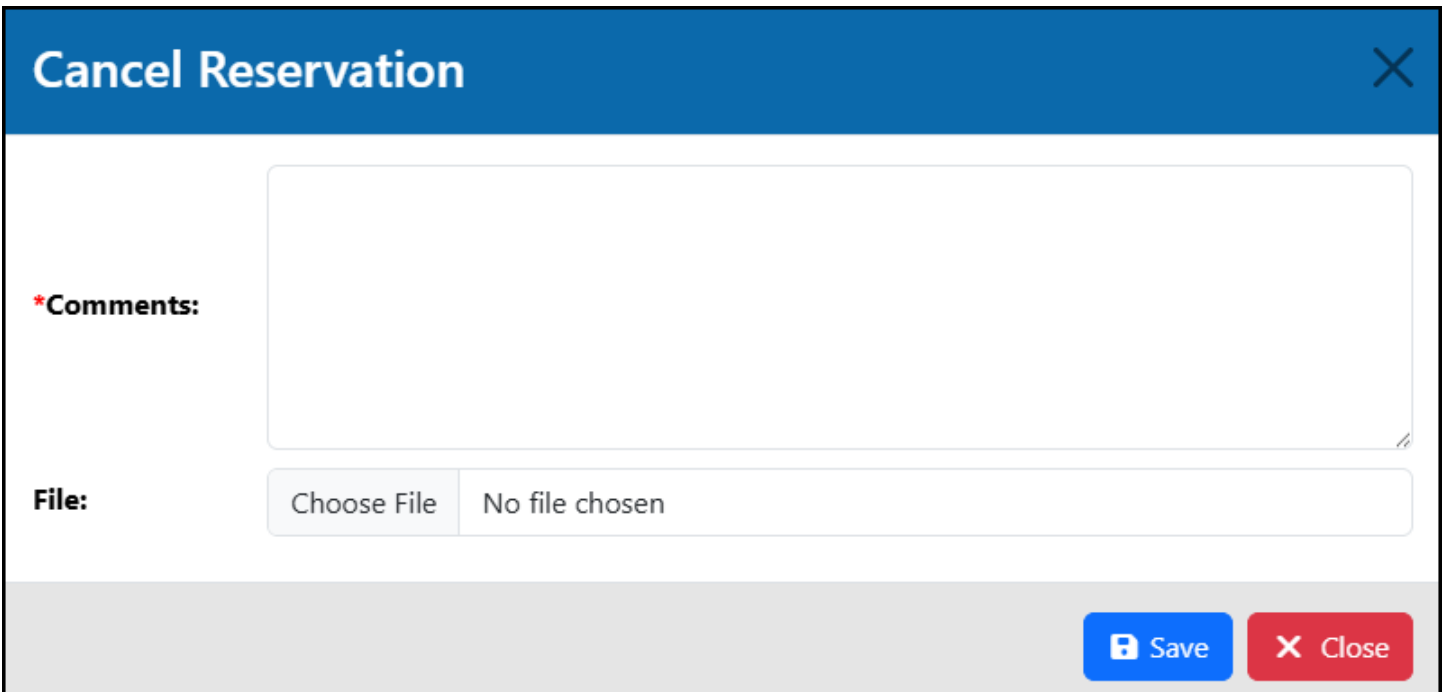 Cancel Reservation
*Comments:
File:
Choose File No file chosen
Save
Close